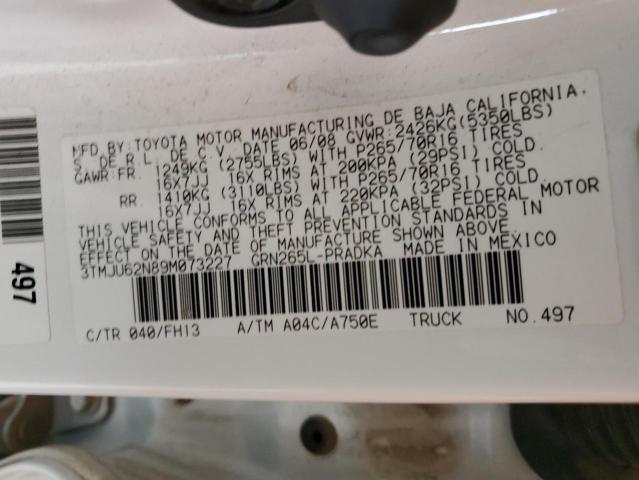 MFD.BY:TOYOTA MOTOR MANUFACTURING DE BAJA CALIFORNIA.
S. DE R.L. DE C.V. DATE 06/08 GVWR:2426KG(5350LBS)
GAWR:FR. 1249KG (2755LBS) WITH P265/70R16 TIRES
16X7JJ 16X RIMS AT 200KPA (29PSI) COLD.
RR. 1410KG (3110LBS) WITH P265/70R16 TIRES
16X7JJ 16X RIMS AT 220KPA (32PSI) COLD.
THIS VEHICLE CONFORMS TO ALL APPLICABLE FEDERAL MOTOR
VEHICLE SAFETY AND THEFT PREVENTION STANDARDS IN
EFFECT ON THE DATE OF MANUFACTURE SHOWN ABOVE.
3TMJU62N89M073227 GRN265L-PRADKA MADE IN MEXICO
C/TR 040/FH13 A/TM A04C/A750E TRUCK NO.497
497